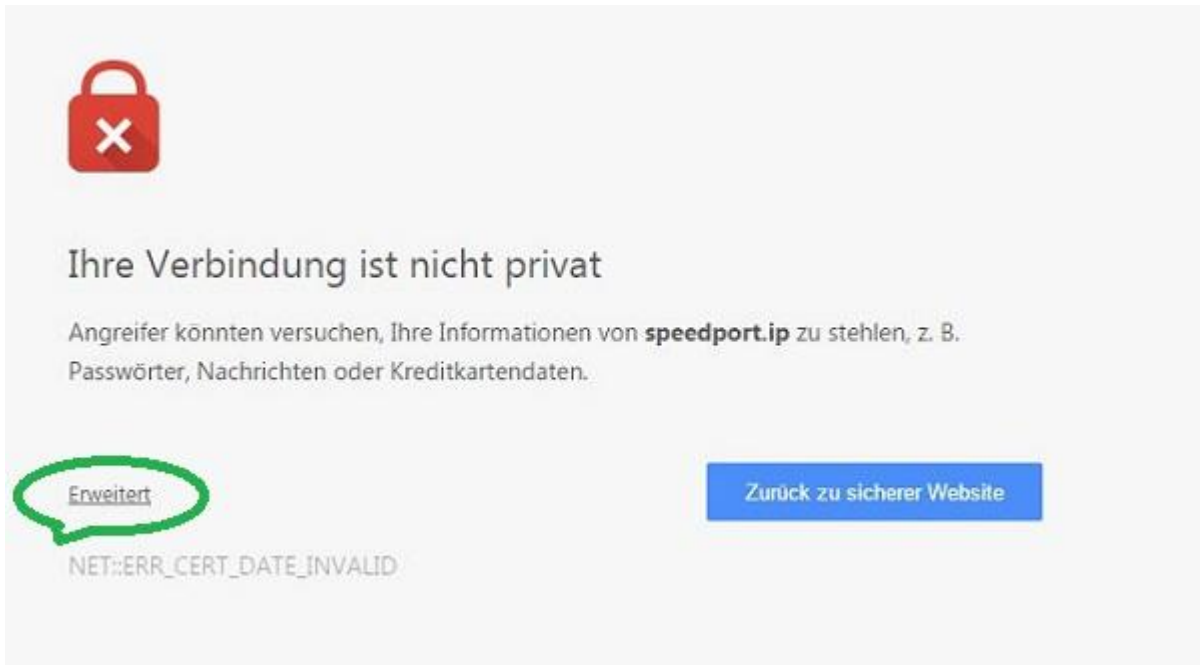 Ihre Verbindung ist nicht privat
Angreifer könnten versuchen, Ihre Informationen von speedport.ip zu stehlen, z. B.
Passwörter, Nachrichten oder Kreditkartendaten.
Erweitert
Zurück zu sicherer Website
NET::ERR_CERT_DATE_INVALID